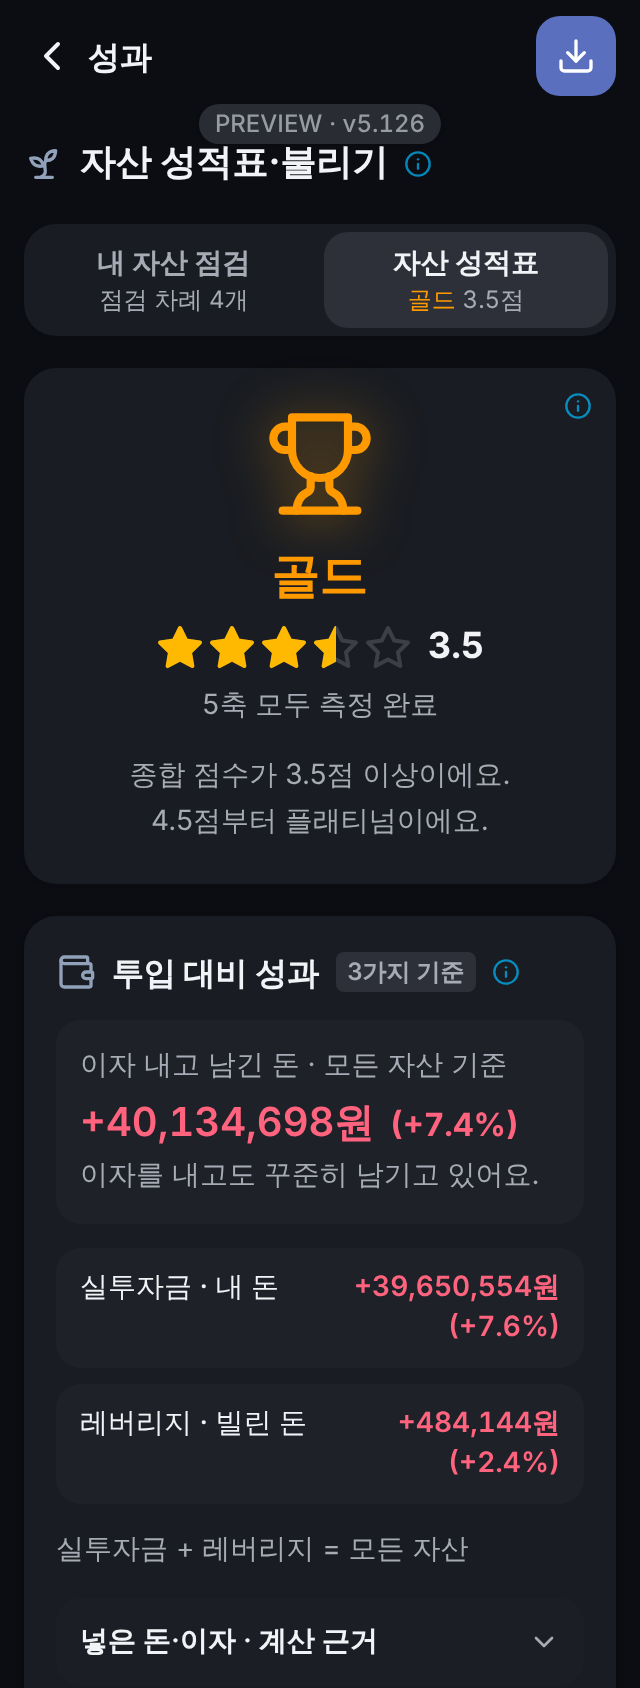 성과
PREVIEW · v5.126
자산 성적표·불리기
내 자산 점검
점검 차례 4개
자산 성적표
골드 3.5점
골드
3.5
5축 모두 측정 완료
종합 점수가 3.5점 이상이에요.
4.5점부터 플래티넘이에요.
투입 대비 성과 3가지 기준
이자 내고 남긴 돈 · 모든 자산 기준
+40,134,698원 (+7.4%)
이자를 내고도 꾸준히 남기고 있어요.
실투자금 · 내 돈 +39,650,554원
(+7.6%)
레버리지 · 빌린 돈 +484,144원
(+2.4%)
실투자금 + 레버리지 = 모든 자산
넣은 돈·이자 · 계산 근거